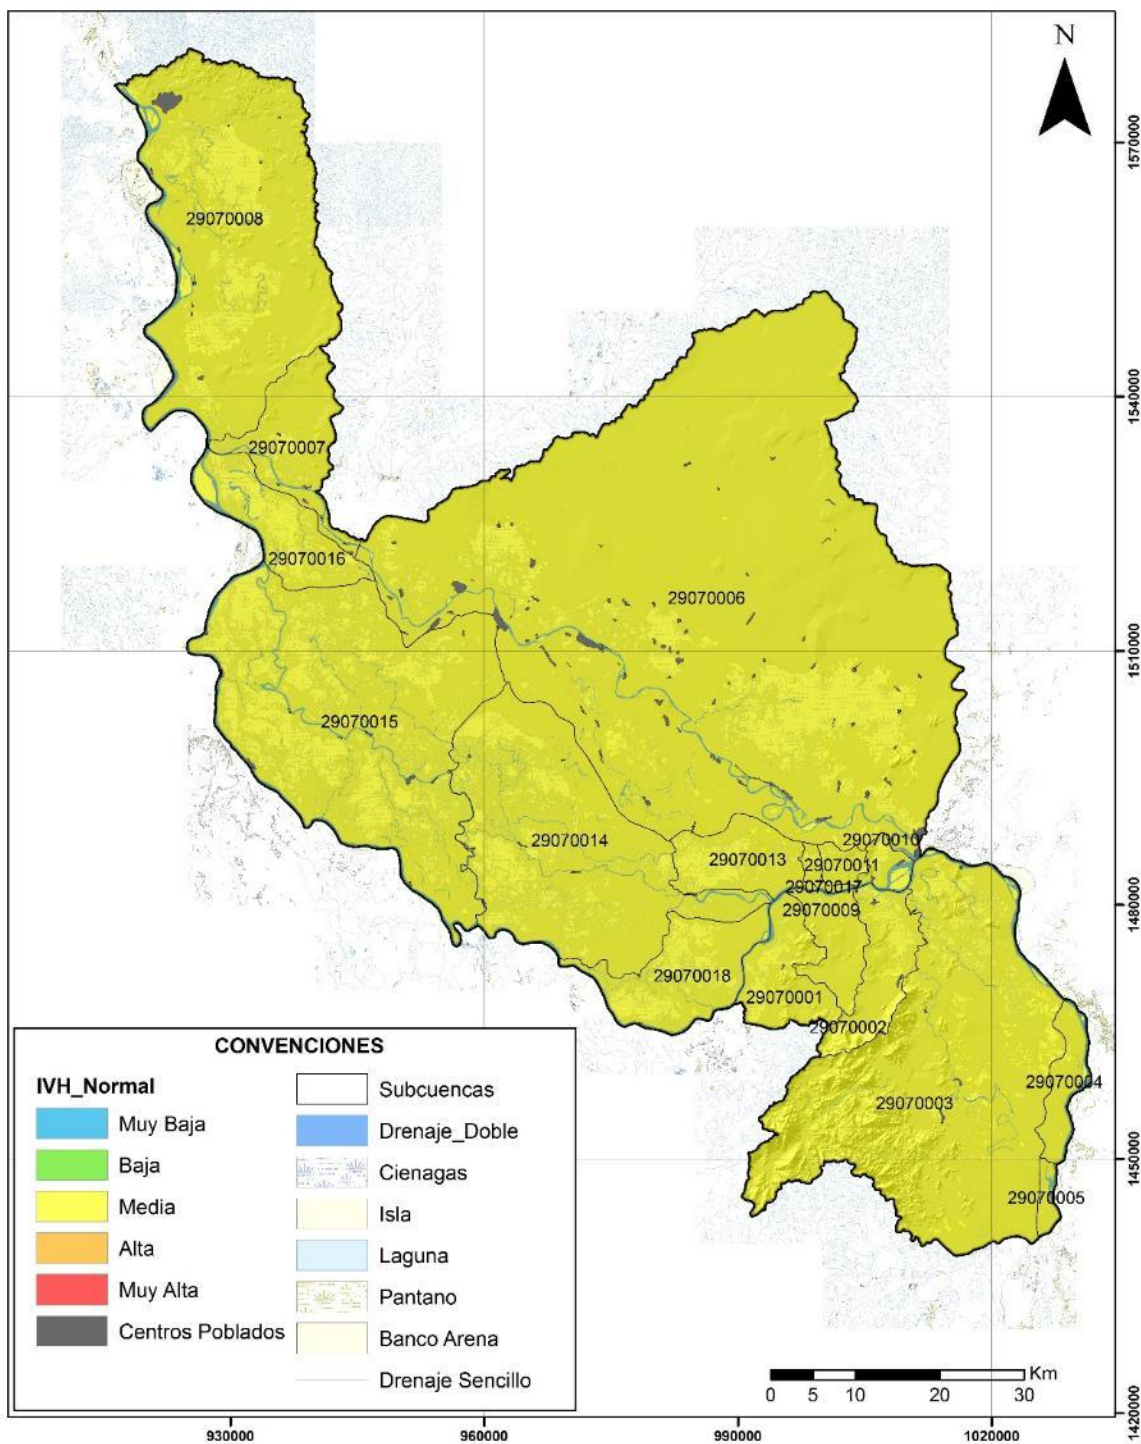 N
1570000
29070008
1540000
29070007
29070016
29070006
1510000
29070015
29070014
29070010
29070013
29070011
29070017
1480000
29070009
29070018
29070001
29070002
29070004
29070003
1450000
29070005
CONVENCIONES
IVH_Normal
Muy Baja
Baja
Media
Alta
Muy Alta
Centros Poblados
Subcuencas
Drenaje_Doble
Cienagas
Isla
Laguna
Pantano
Banco Arena
Drenaje Sencillo
Km
0 5 10 20 30
1420000
930000 960000 990000 1020000